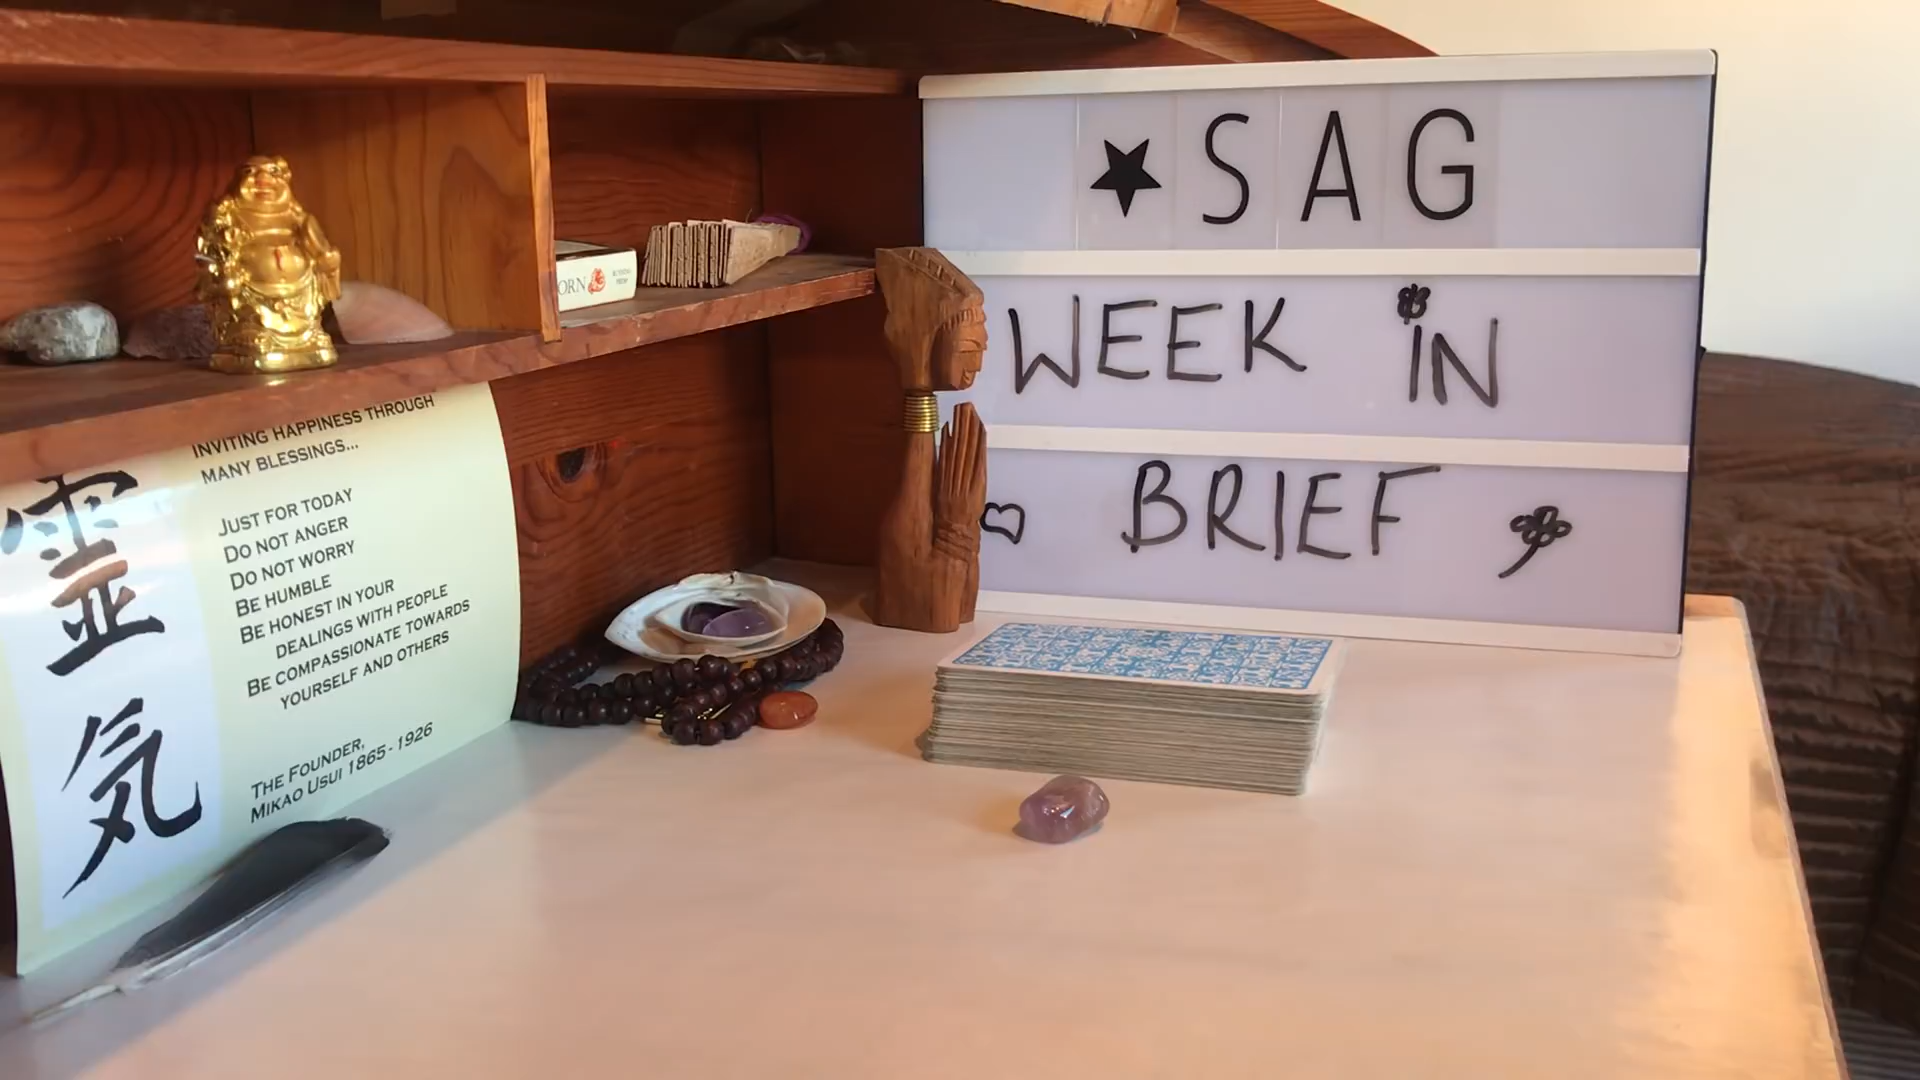 ★SAG
WEEK IN
BRIEF
ORN
INVITING HAPPINESS THROUGH
MANY BLESSINGS...
JUST FOR TODAY
DO NOT ANGER
DO NOT WORRY
BE HUMBLE
BE HONEST IN YOUR
DEALINGS WITH PEOPLE
BE COMPASSIONATE TOWARDS
YOURSELF AND OTHERS
THE FOUNDER,
MIKAO USUI 1865-1926
靈
気